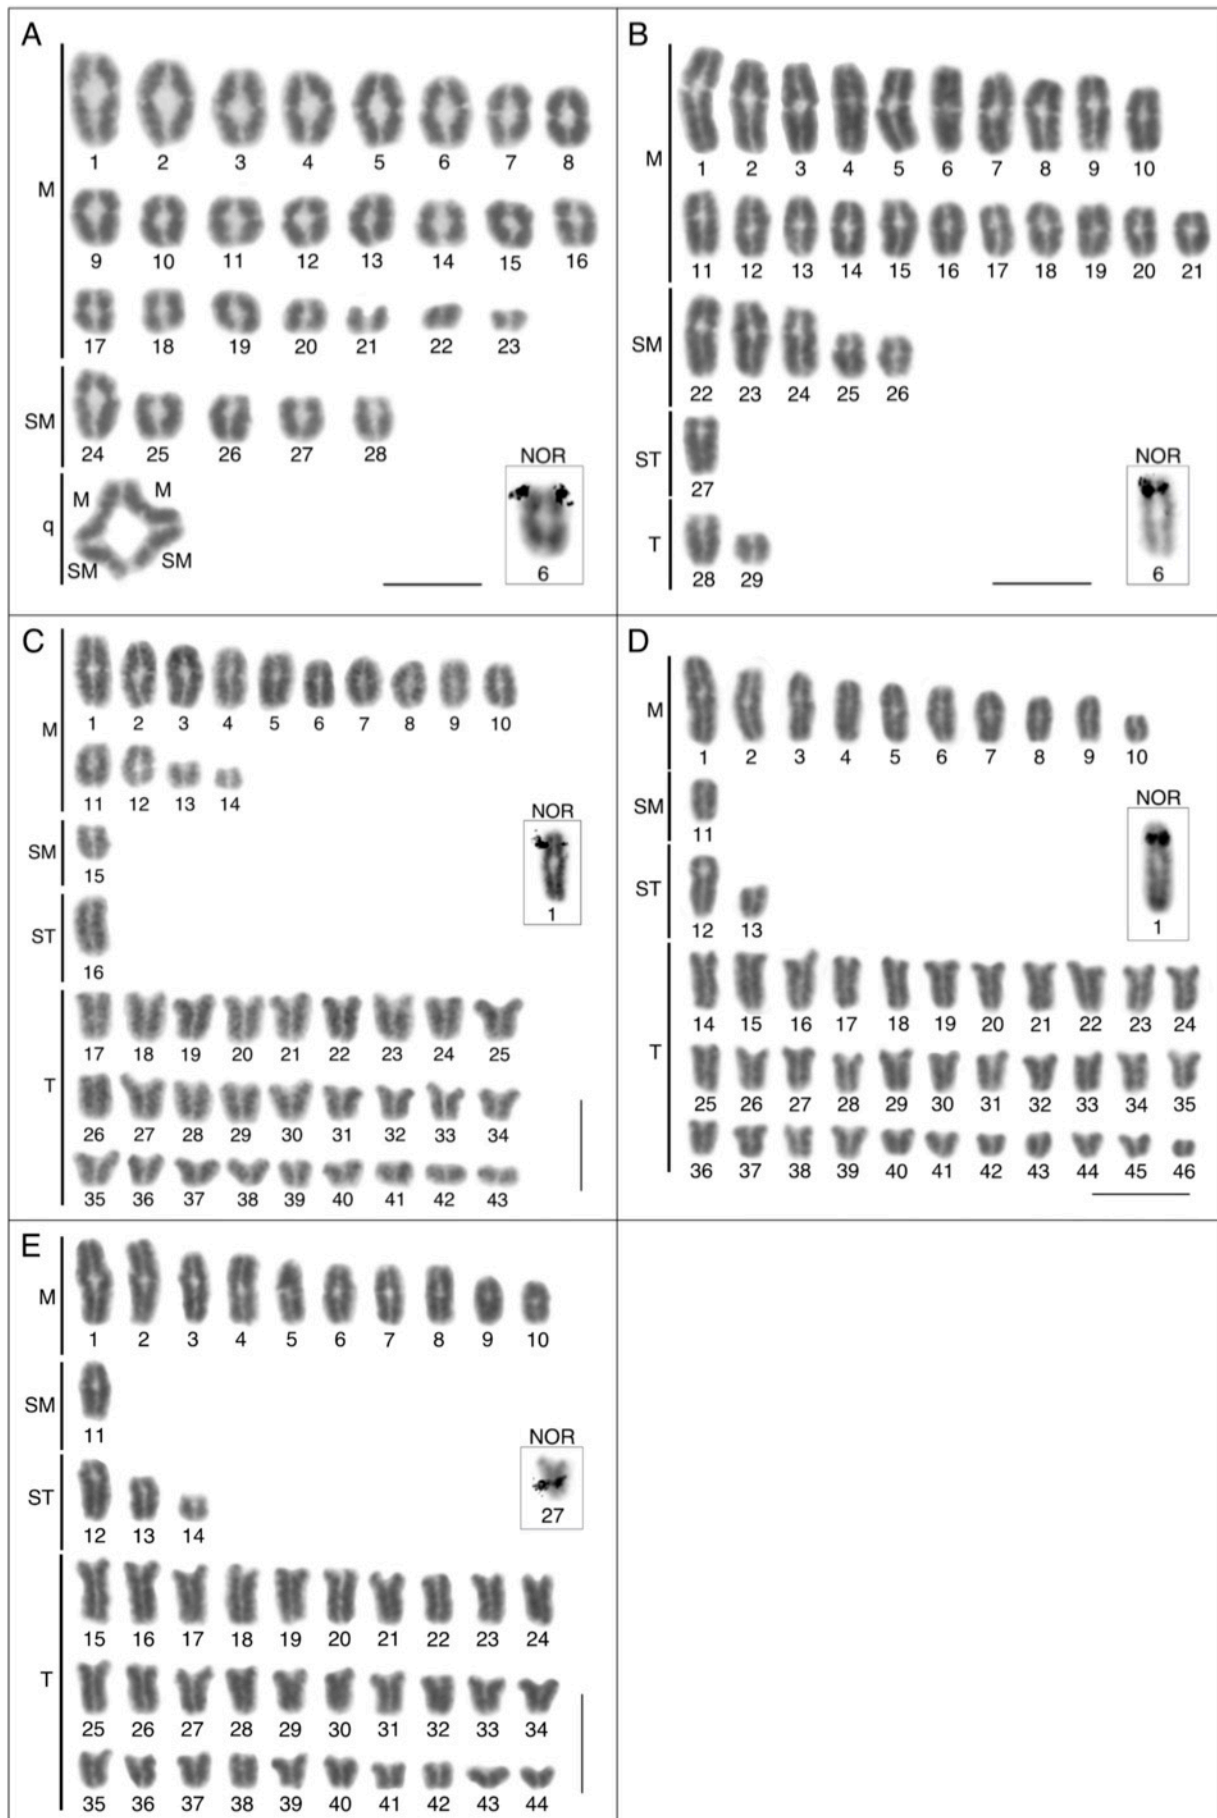 A
1 2 3 4 5 6 7 8
M
9 10 11 12 13 14 15 16
17 18 19 20 21 22 23
SM
24 25 26 27 28
q
M M
SM SM
NOR
6
B
M
1 2 3 4 5 6 7 8 9 10
11 12 13 14 15 16 17 18 19 20 21
SM
22 23 24 25 26
ST
27
T
28 29
NOR
6
C
M
1 2 3 4 5 6 7 8 9 10
11 12 13 14
SM
15
ST
16
NOR
1
17 18 19 20 21 22 23 24 25
T
26 27 28 29 30 31 32 33 34
35 36 37 38 39 40 41 42 43
D
M
1 2 3 4 5 6 7 8 9 10
SM
11
ST
12 13
NOR
1
14 15 16 17 18 19 20 21 22 23 24
T
25 26 27 28 29 30 31 32 33 34 35
36 37 38 39 40 41 42 43 44 45 46
E
M
1 2 3 4 5 6 7 8 9 10
SM
11
ST
12 13 14
NOR
27
15 16 17 18 19 20 21 22 23 24
T
25 26 27 28 29 30 31 32 33 34
35 36 37 38 39 40 41 42 43 44